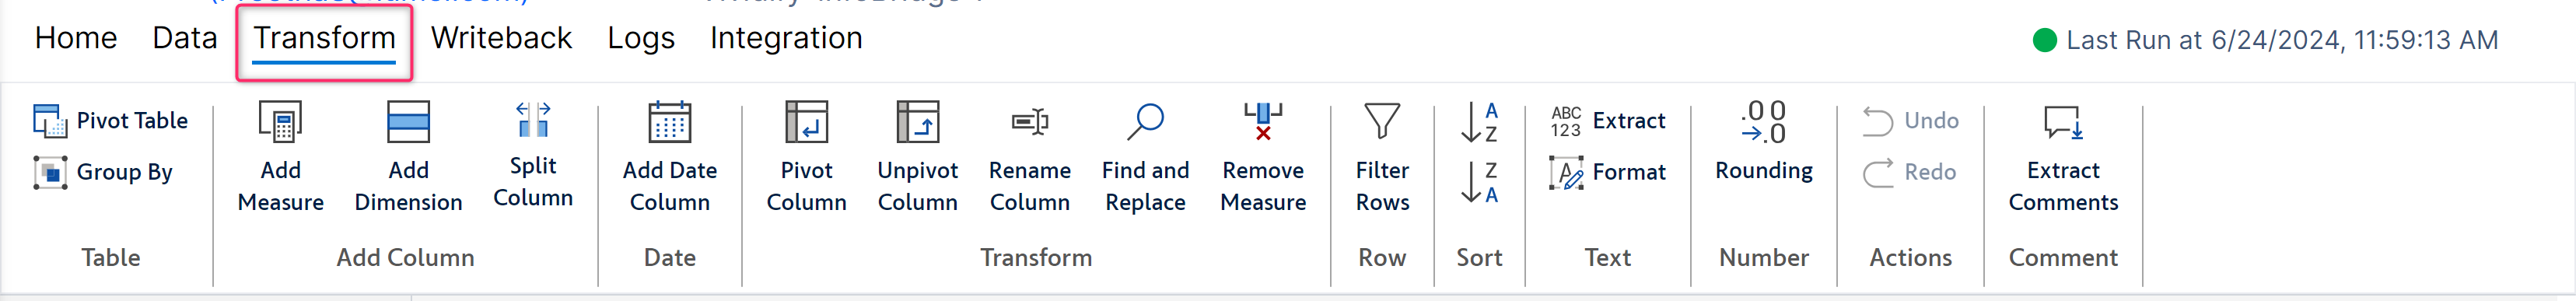 Home Data Transform Writeback Logs Integration
Last Run at 6/24/2024, 11:59:13 AM
Pivot Table
Group By
Table
Add
Measure
Add
Dimension
Split
Column
Add Column
Add Date
Column
Date
Pivot
Column
Unpivot
Column
Rename
Column
Find and
Replace
Remove
Measure
Transform
Filter
Rows
Row
A
Z
Z
A
Sort
ABC
123
Extract
A
Format
Text
.00
.0
Rounding
Number
Undo
Redo
Actions
Extract
Comments
Comment